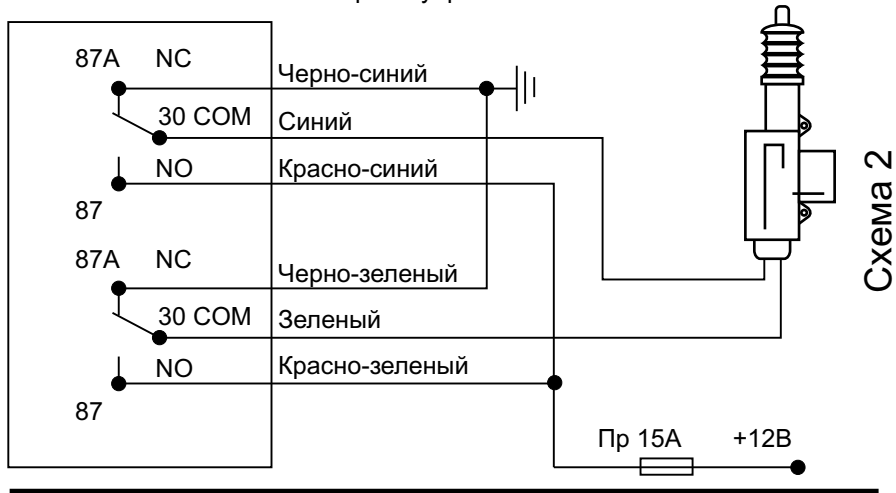 87A NC
Черно-синий
30 COM Синий
NO Красно-синий
87
87A NC
Черно-зеленый
30 COM Зеленый
NO Красно-зеленый
87
Пр 15А +12В
Схема 2